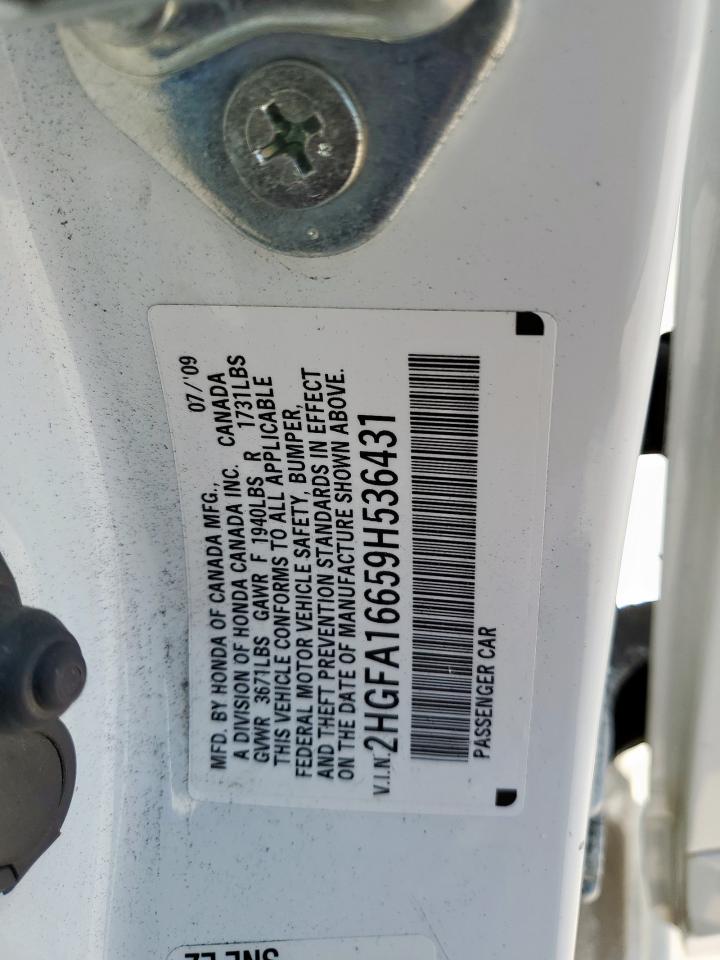 MFD. BY HONDA OF CANADA MFG., 07/'09
A DIVISION OF HONDA CANADA INC. CANADA
GVWR 3671LBS GAWR F 1940LBS R 1731LBS
THIS VEHICLE CONFORMS TO ALL APPLICABLE
FEDERAL MOTOR VEHICLE SAFETY, BUMPER,
AND THEFT PREVENTION STANDARDS IN EFFECT
ON THE DATE OF MANUFACTURE SHOWN ABOVE.
V.I.N. 2HGFA16659H536431
PASSENGER CAR